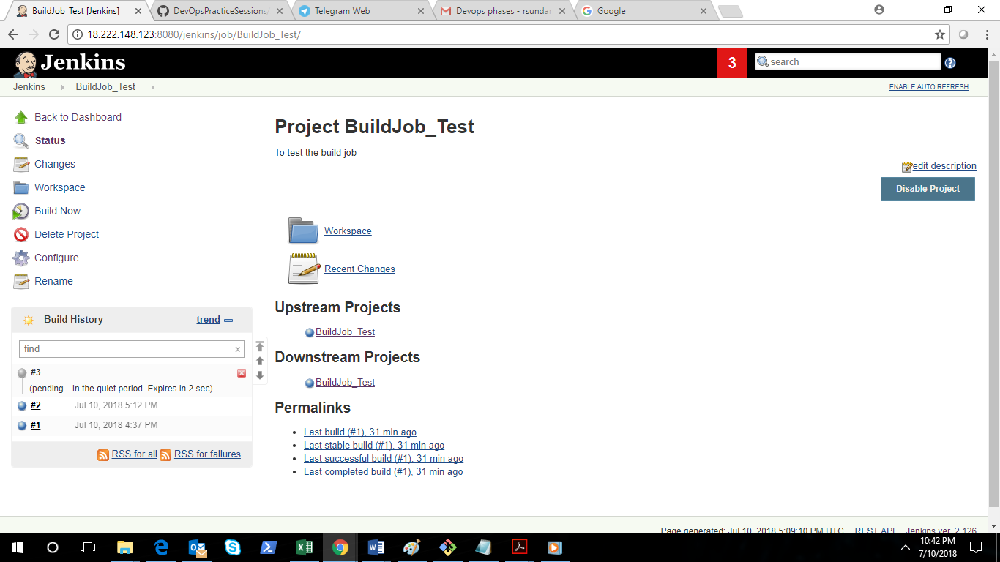 BuildJob_Test [Jenkins]
DevOpsPracticeSessions
Telegram Web
Devops phases - rsundar
Google
18.222.148.123:8080/jenkins/job/BuildJob_Test/
Jenkins
3
search
Jenkins BuildJob_Test
ENABLE AUTO REFRESH
Back to Dashboard
Status
Changes
Workspace
Build Now
Delete Project
Configure
Rename
Build History trend
find x
#3
(pending—In the quiet period. Expires in 2 sec)
#2 Jul 10, 2018 5:12 PM
#1 Jul 10, 2018 4:37 PM
RSS for all RSS for failures
Project BuildJob_Test
To test the build job
edit description
Disable Project
Workspace
Recent Changes
Upstream Projects
BuildJob_Test
Downstream Projects
BuildJob_Test
Permalinks
Last build (#1), 31 min ago
Last stable build (#1), 31 min ago
Last successful build (#1), 31 min ago
Last completed build (#1), 31 min ago
Page generated: Jul 10, 2018 5:09:10 PM UTC REST API Jenkins ver. 2.126
10:42 PM
7/10/2018